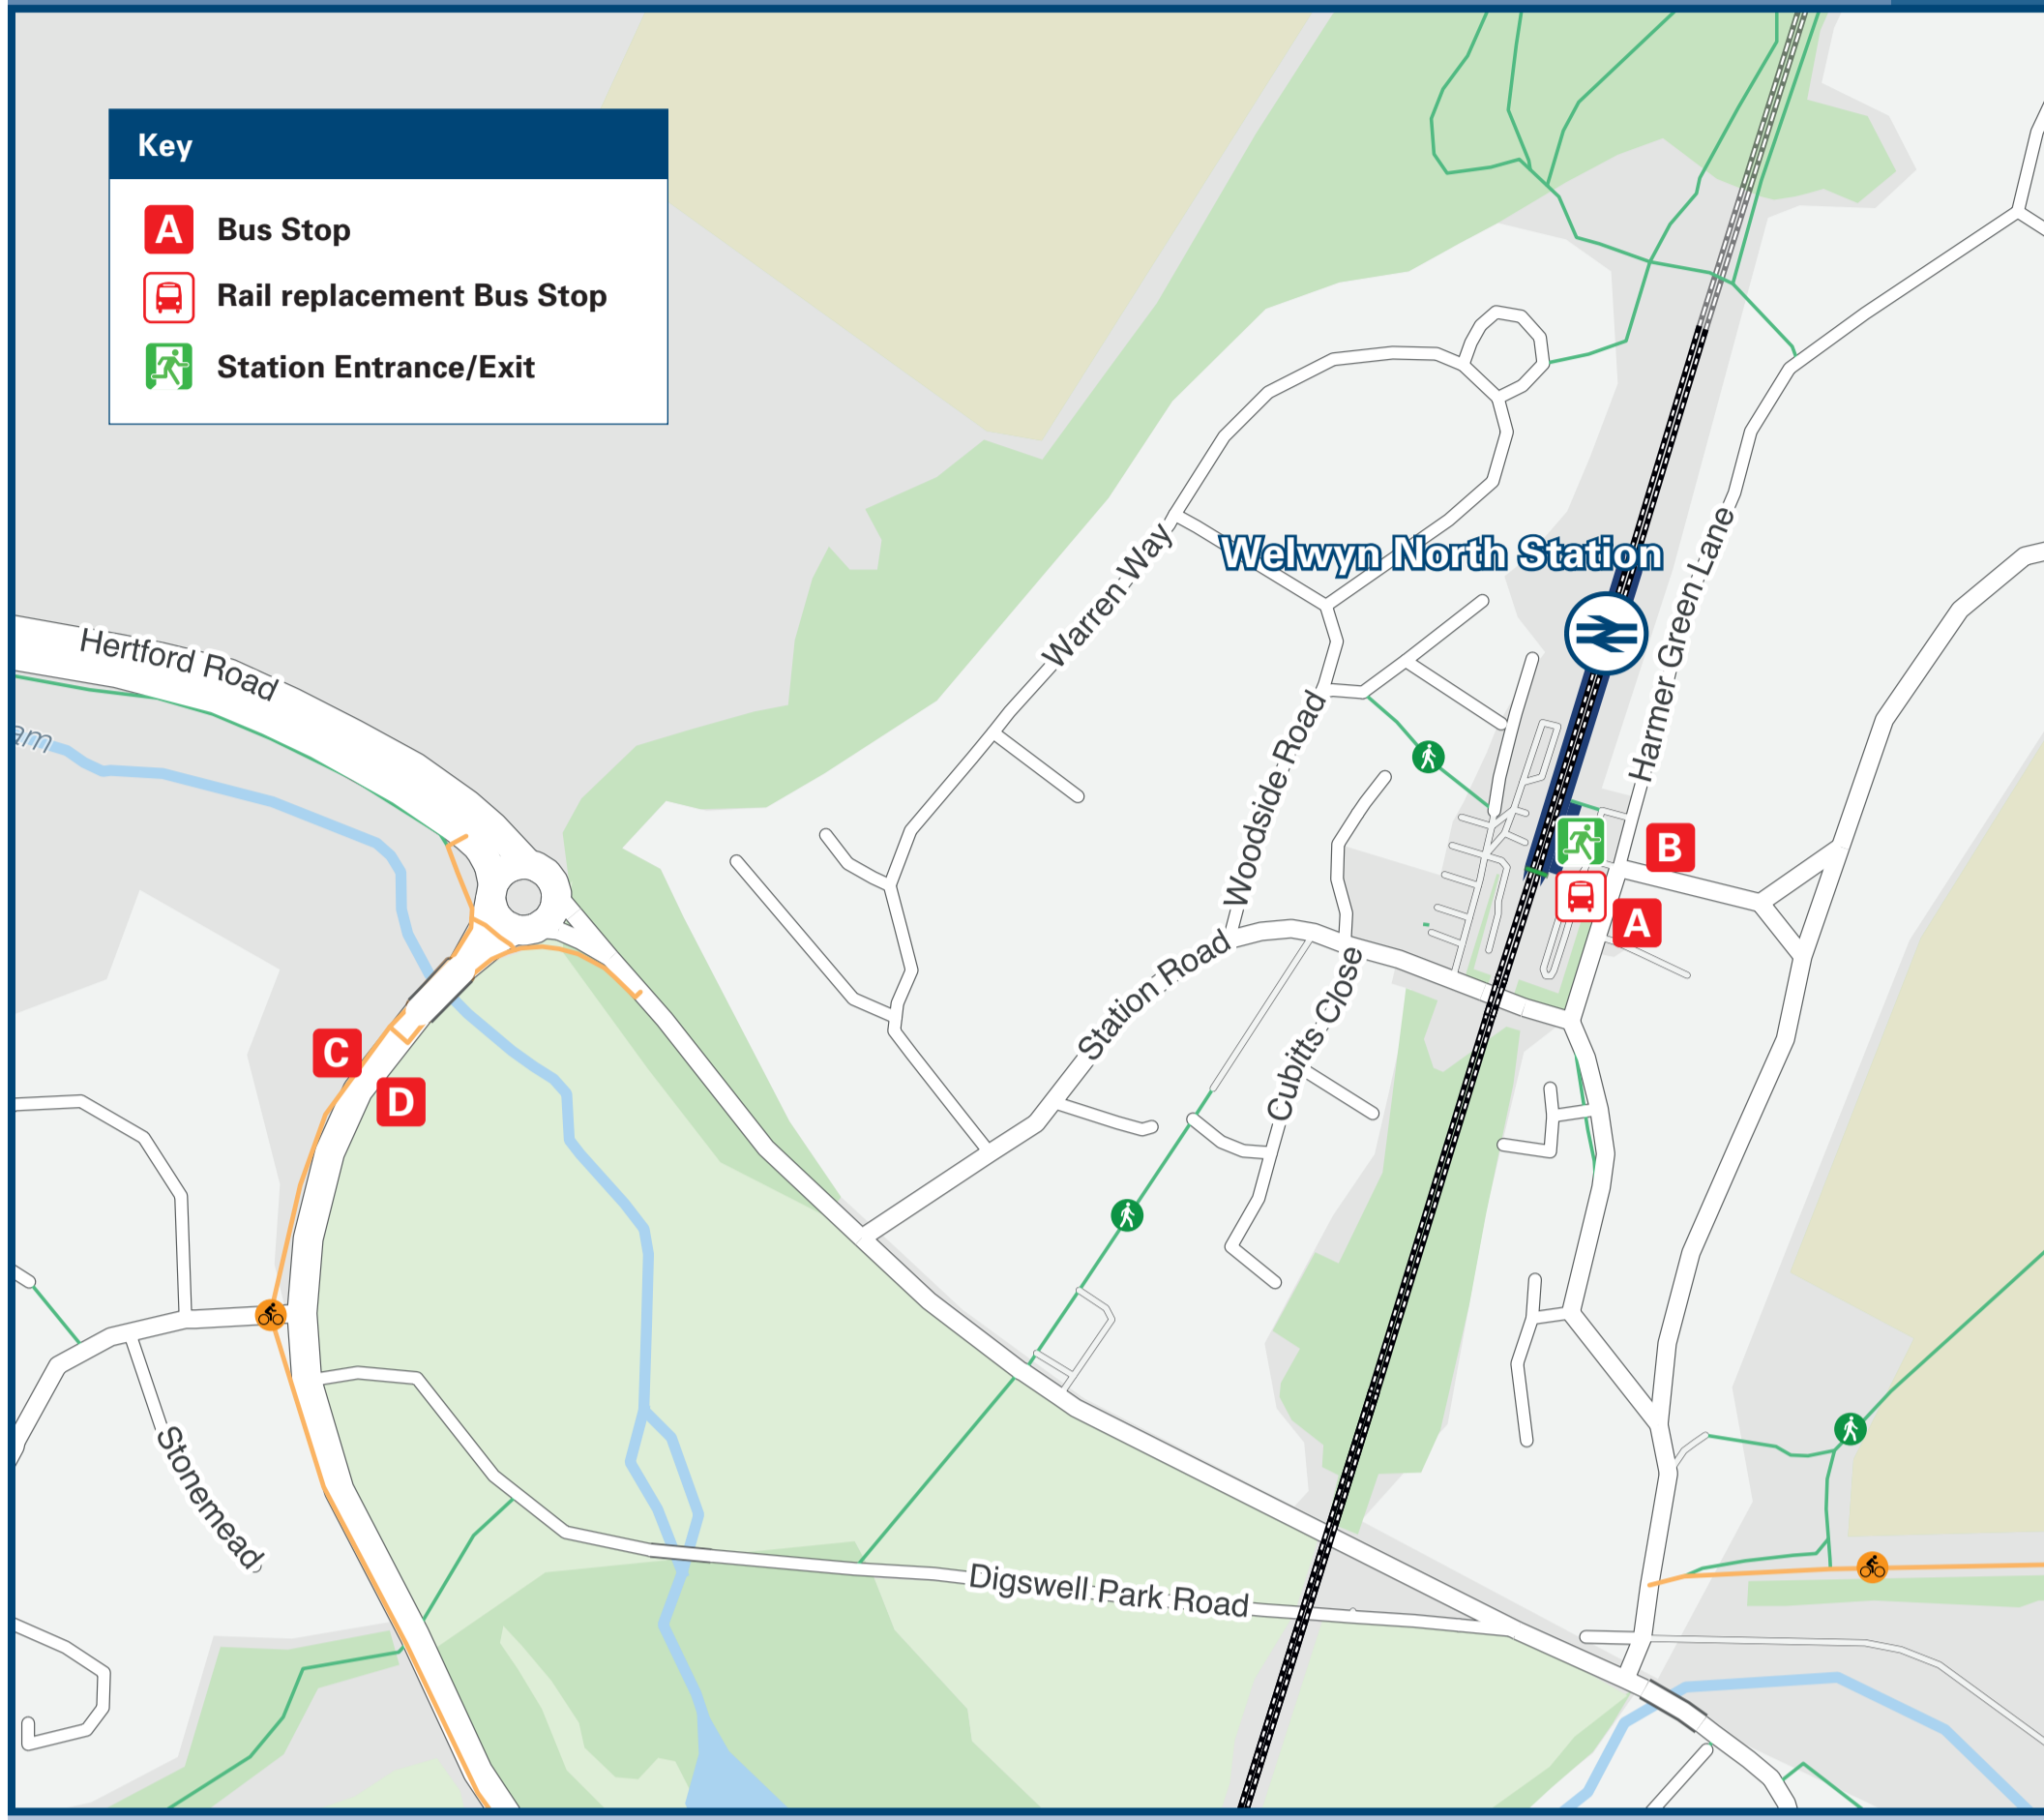 Key
A Bus Stop
Rail replacement Bus Stop
Station Entrance/Exit
Welwyn North Station
Warren Way
Harmer Green Lane
Hertford Road
am
Woodside Road
B
A
Station Road
Cubitts Close
C
D
Stonemead
Digswell Park Road